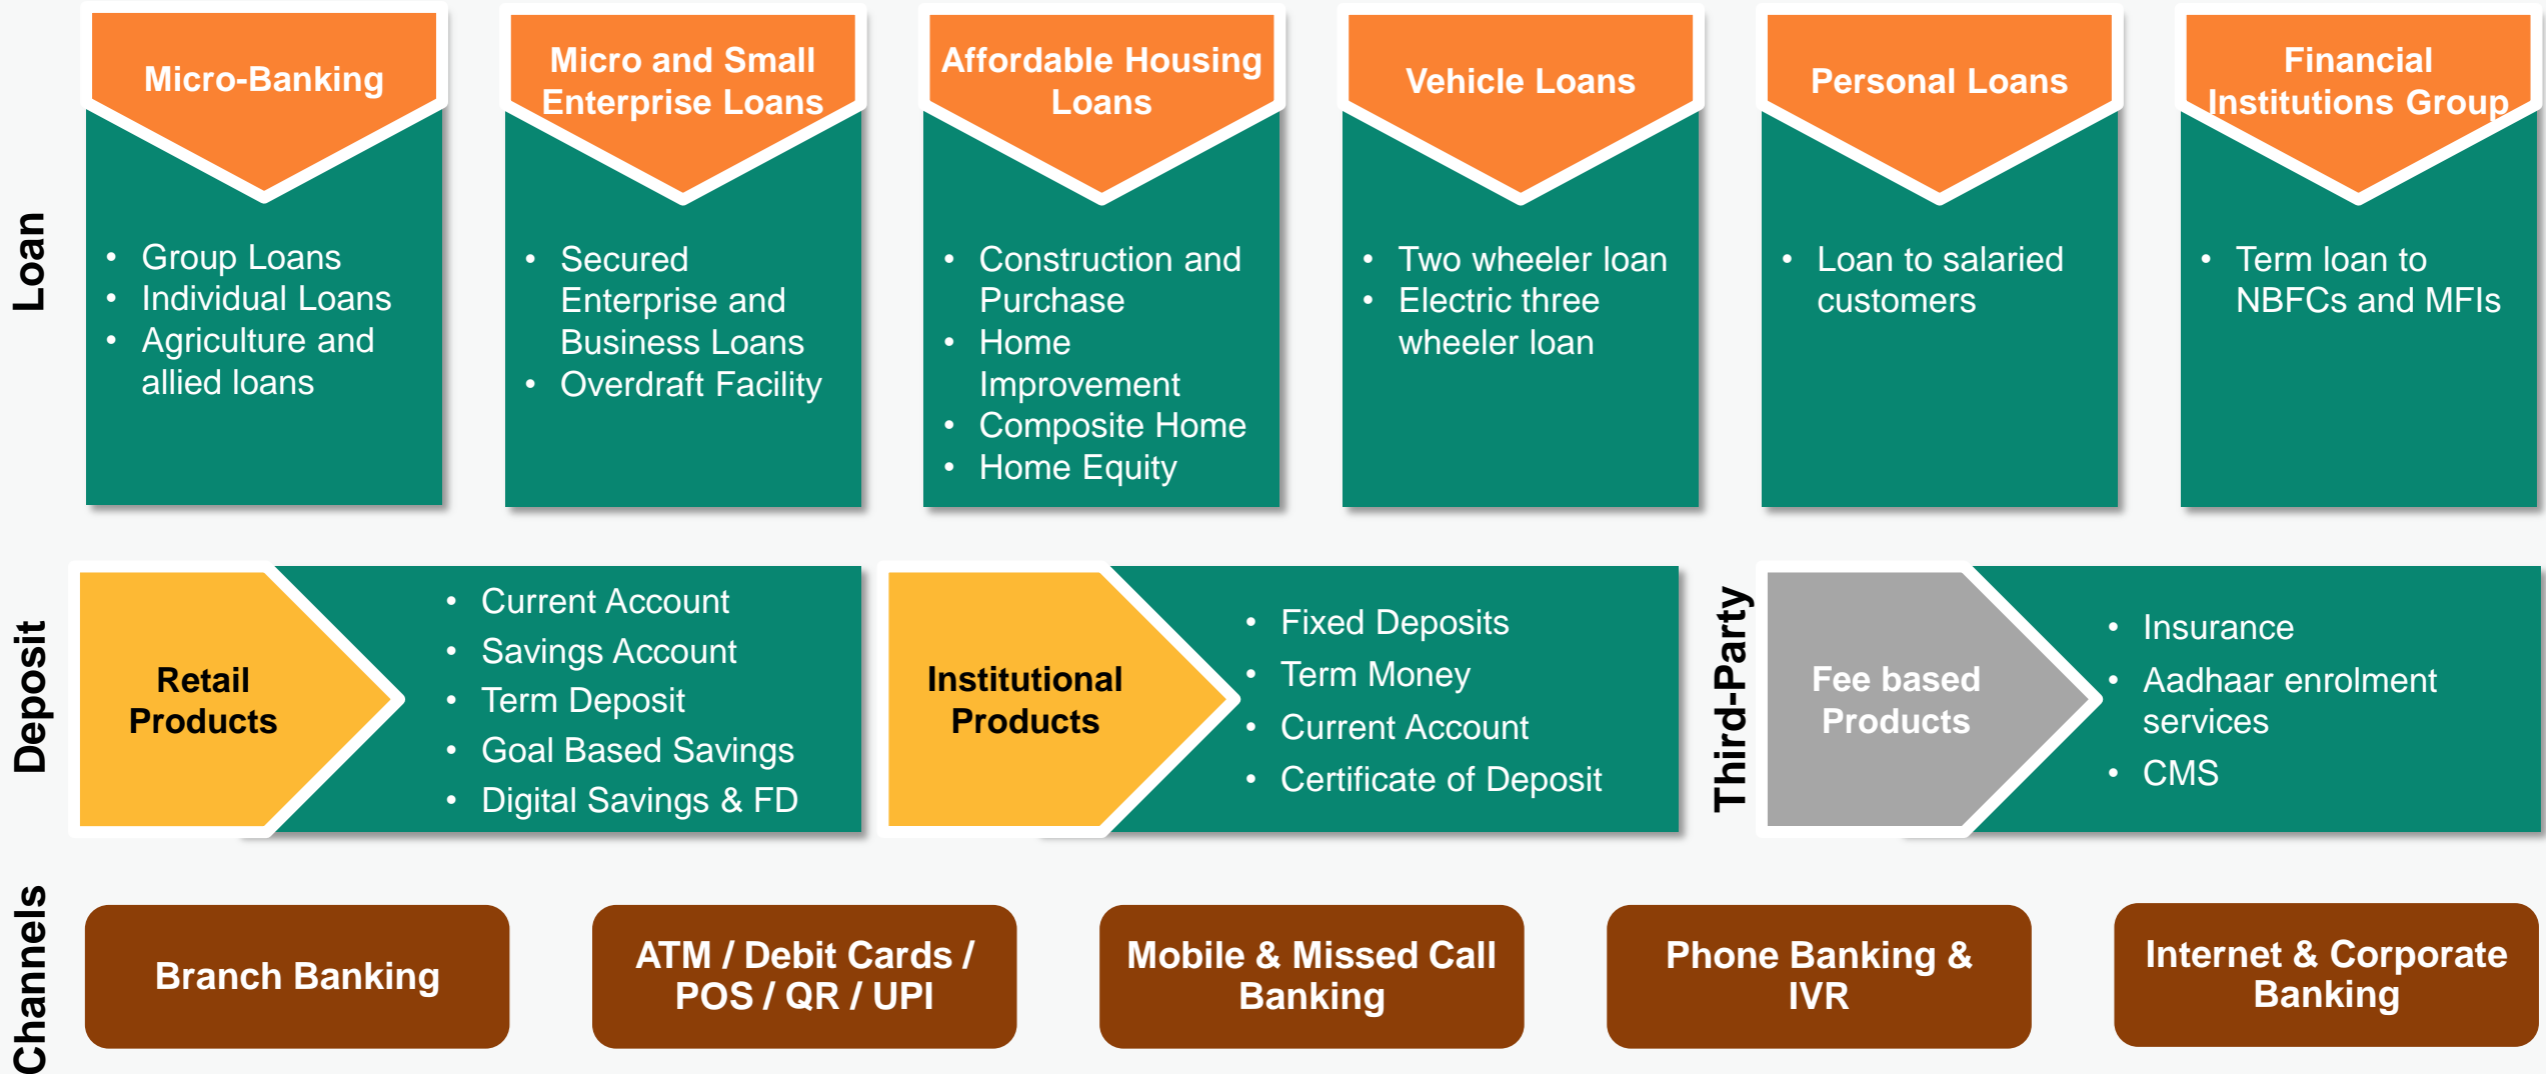 Loan
Micro-Banking
• Group Loans
• Individual Loans
• Agriculture and
allied loans
Micro and Small
Enterprise Loans
• Secured
Enterprise and
Business Loans
• Overdraft Facility
Affordable Housing
Loans
• Construction and
Purchase
• Home
Improvement
• Composite Home
• Home Equity
Vehicle Loans
• Two wheeler loan
• Electric three
wheeler loan
Personal Loans
• Loan to salaried
customers
Financial
Institutions Group
• Term loan to
NBFCs and MFIs
Deposit
Retail
Products
• Current Account
• Savings Account
• Term Deposit
• Goal Based Savings
• Digital Savings & FD
Institutional
Products
• Fixed Deposits
• Term Money
• Current Account
• Certificate of Deposit
Third-Party
Fee based
Products
• Insurance
• Aadhaar enrolment
services
• CMS
Channels
Branch Banking
ATM / Debit Cards /
POS / QR / UPI
Mobile & Missed Call
Banking
Phone Banking &
IVR
Internet & Corporate
Banking